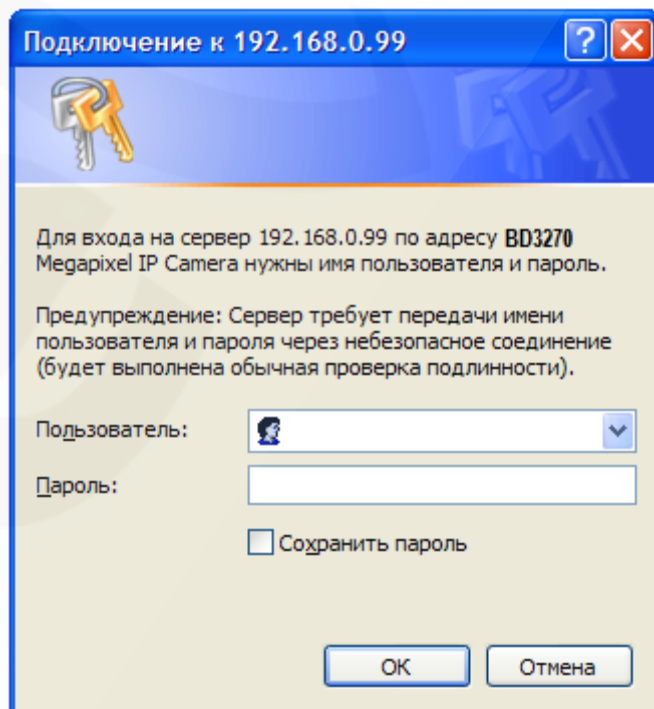 Подключение к 192.168.0.99
Для входа на сервер 192.168.0.99 по адресу BD3270
Megapixel IP Camera нужны имя пользователя и пароль.
Предупреждение: Сервер требует передачи имени
пользователя и пароля через небезопасное соединение
(будет выполнена обычная проверка подлинности).
Пользователь:
Пароль:
Сохранить пароль
ОК
Отмена